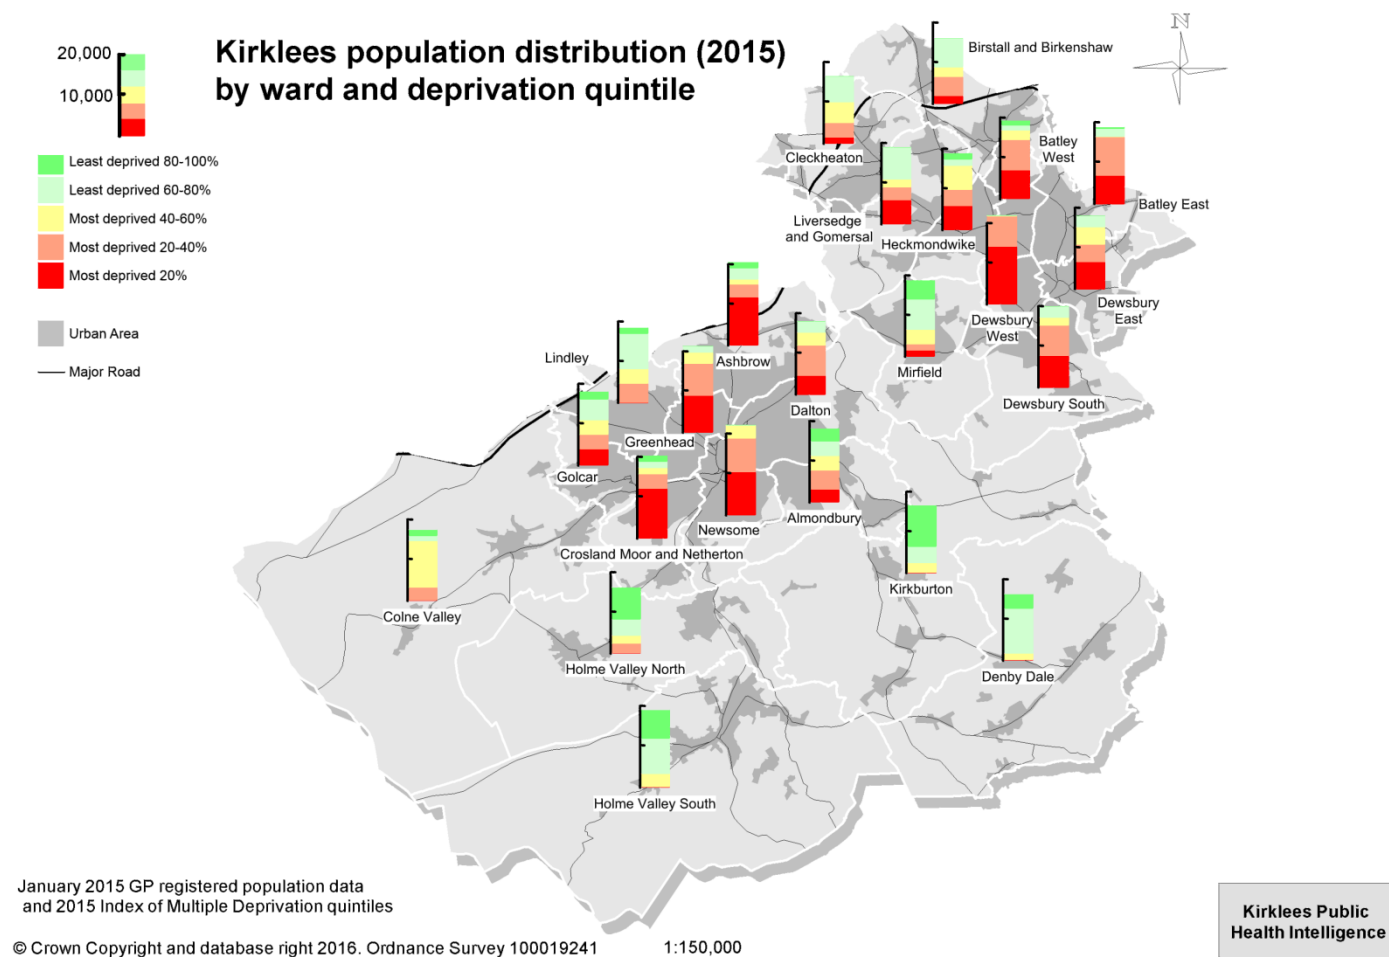 Kirklees population distribution (2015)
by ward and deprivation quintile
20,000
10,000
Least deprived 80-100%
Least deprived 60-80%
Most deprived 40-60%
Most deprived 20-40%
Most deprived 20%
Urban Area
Major Road
N
Birstall and Birkenshaw
Cleckheaton
Batley
West
Batley East
Liversedge
and Gomersal
Heckmondwike
Dewsbury
East
Dewsbury
West
Mirfield
Dewsbury South
Lindley
Ashbrow
Dalton
Greenhead
Golcar
Newsome
Almondbury
Crosland Moor and Netherton
Kirkburton
Colne Valley
Holme Valley North
Denby Dale
Holme Valley South
January 2015 GP registered population data
and 2015 Index of Multiple Deprivation quintiles
© Crown Copyright and database right 2016. Ordnance Survey 100019241
1:150,000
Kirklees Public
Health Intelligence